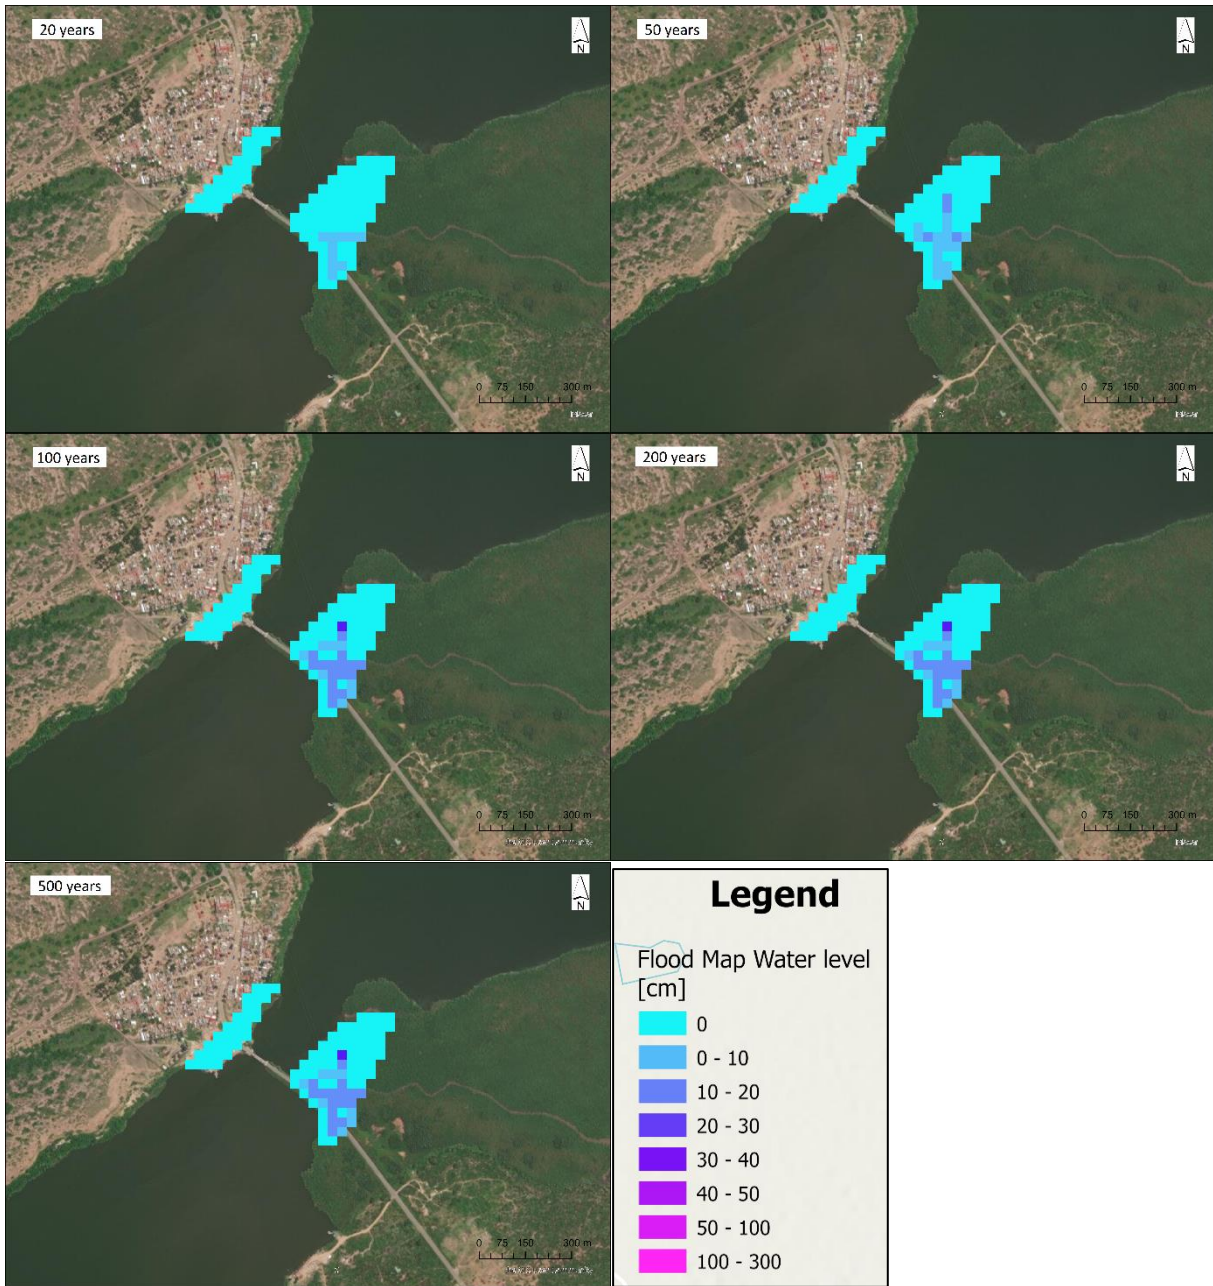 20 years
N
0 75 150 300 m
50 years
N
0 75 150 300 m
100 years
N
0 75 150 300 m
200 years
N
0 75 150 300 m
500 years
N
0 75 150 300 m
Legend
Flood Map Water level
[cm]
0
0 - 10
10 - 20
20 - 30
30 - 40
40 - 50
50 - 100
100 - 300